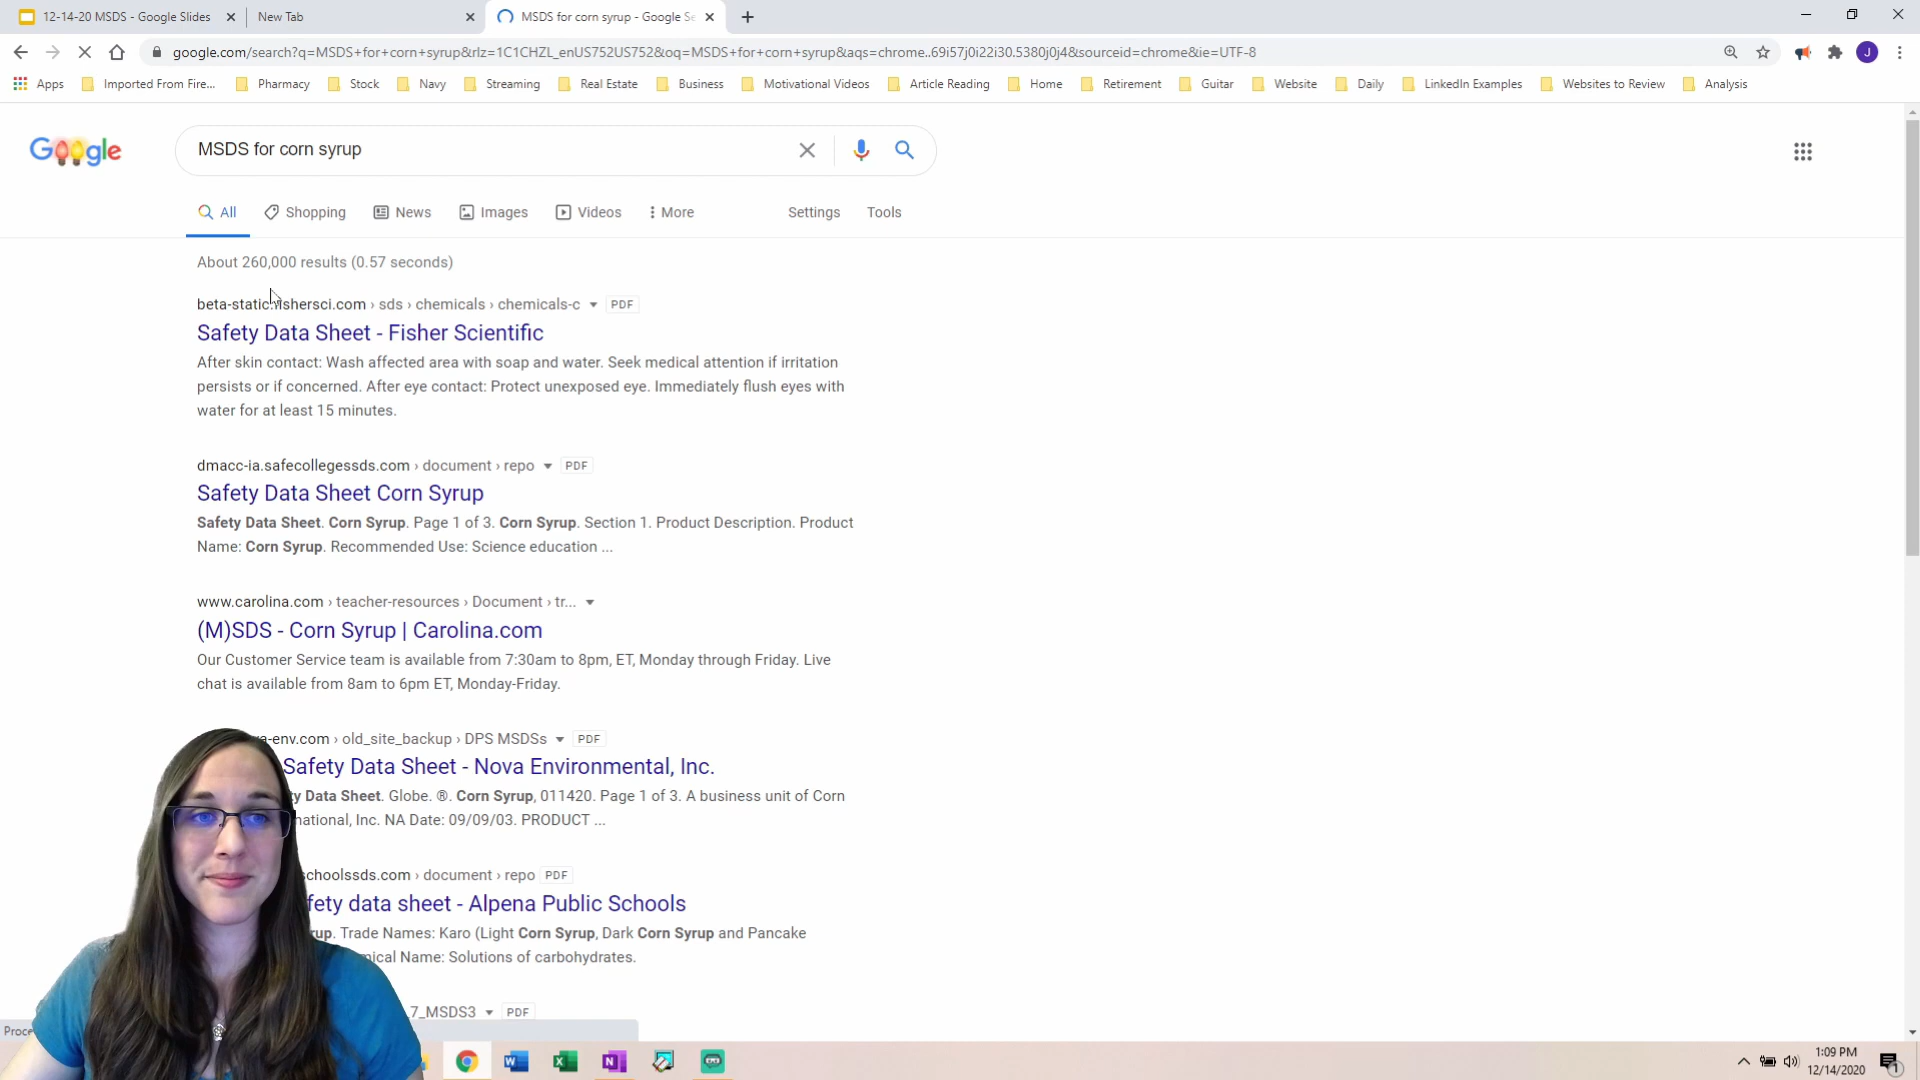 12-14-20 MSDS - Google Slides
New Tab
MSDS for corn syrup - Google Se
google.com/search?q=MSDS+for+corn+syrup&rlz=1C1CHZL_enUS752US752&oq=MSDS+for+corn+syrup&aqs=chrome..69i57j0i22i30.5380j0j4&sourceid=chrome&ie=UTF-8
J
Apps
Imported From Fire...
Pharmacy
Stock
Navy
Streaming
Real Estate
Business
Motivational Videos
Article Reading
Home
Retirement
Guitar
Website
Daily
LinkedIn Examples
Websites to Review
Analysis
Google
MSDS for corn syrup
All
Shopping
News
Images
Videos
More
Settings
Tools
About 260,000 results (0.57 seconds)
beta-static.fishersci.com › sds › chemicals › chemicals-c PDF
Safety Data Sheet - Fisher Scientific
After skin contact: Wash affected area with soap and water. Seek medical attention if irritation
persists or if concerned. After eye contact: Protect unexposed eye. Immediately flush eyes with
water for at least 15 minutes.
dmacc-ia.safecollegessds.com › document › repo PDF
Safety Data Sheet Corn Syrup
Safety Data Sheet. Corn Syrup. Page 1 of 3. Corn Syrup. Section 1. Product Description. Product
Name: Corn Syrup. Recommended Use: Science education ...
www.carolina.com › teacher-resources › Document › tr...
(M)SDS - Corn Syrup | Carolina.com
Our Customer Service team is available from 7:30am to 8pm, ET, Monday through Friday. Live
chat is available from 8am to 6pm ET, Monday-Friday.
a-env.com › old_site_backup › DPS MSDSs PDF
Safety Data Sheet - Nova Environmental, Inc.
ty Data Sheet. Globe. ®. Corn Syrup, 011420. Page 1 of 3. A business unit of Corn
national, Inc. NA Date: 09/09/03. PRODUCT ...
schoolssds.com › document › repo PDF
fety data sheet - Alpena Public Schools
rup. Trade Names: Karo (Light Corn Syrup, Dark Corn Syrup and Pancake
mical Name: Solutions of carbohydrates.
7_MSDS3 PDF
Proce
1:09 PM
12/14/2020
1